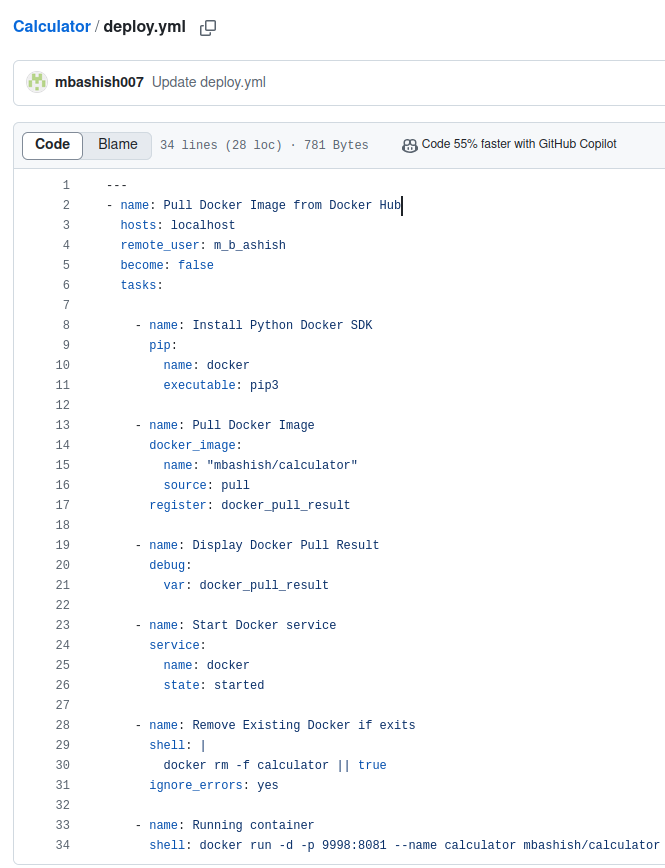 Calculator / deploy.yml
mbashish007 Update deploy.yml
Code Blame 34 lines (28 loc) · 781 Bytes Code 55% faster with GitHub Copilot
1 ---
2 - name: Pull Docker Image from Docker Hub
3 hosts: localhost
4 remote_user: m_b_ashish
5 become: false
6 tasks:
7
8 - name: Install Python Docker SDK
9 pip:
10 name: docker
11 executable: pip3
12
13 - name: Pull Docker Image
14 docker_image:
15 name: "mbashish/calculator"
16 source: pull
17 register: docker_pull_result
18
19 - name: Display Docker Pull Result
20 debug:
21 var: docker_pull_result
22
23 - name: Start Docker service
24 service:
25 name: docker
26 state: started
27
28 - name: Remove Existing Docker if exits
29 shell: |
30 docker rm -f calculator || true
31 ignore_errors: yes
32
33 - name: Running container
34 shell: docker run -d -p 9998:8081 --name calculator mbashish/calculator